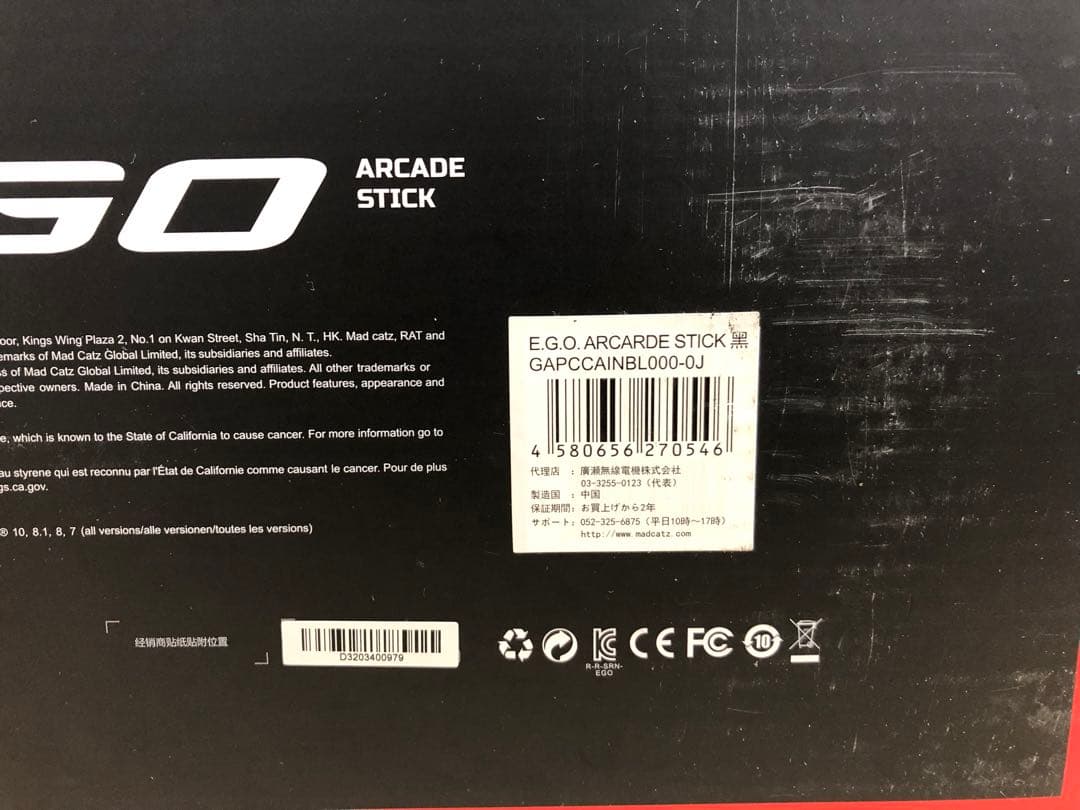 GO
ARCADE
STICK
oor, Kings Wing Plaza 2, No.1 on Kwan Street, Sha Tin, N. T., HK. Mad catz, RAT and
emarks of Mad Catz Global Limited, its subsidiaries and affiliates.
s of Mad Catz Global Limited, its subsidiaries and affiliates. All other trademarks or
pective owners. Made in China. All rights reserved. Product features, appearance and
ce.
e, which is known to the State of California to cause cancer. For more information go to
au styrene qui est reconnu par l'État de Californie comme causant le cancer. Pour de plus
gs.ca.gov.
® 10, 8.1, 8, 7 (all versions/alle versionen/toutes les versions)
E.G.O. ARCARDE STICK 黒
GAPCCAINBL000-0J
4 580656 270546
代理店 : 廣瀬無線電機株式会社
03-3255-0123 (代表)
製造国 : 中国
保証期間: お買上げから2年
サポート: 052-325-6875 (平日10時～17時)
http://www.madcatz.com
经销商贴纸贴附位置
D3203400979
R-R-SRN-
EGO
CE FC 10